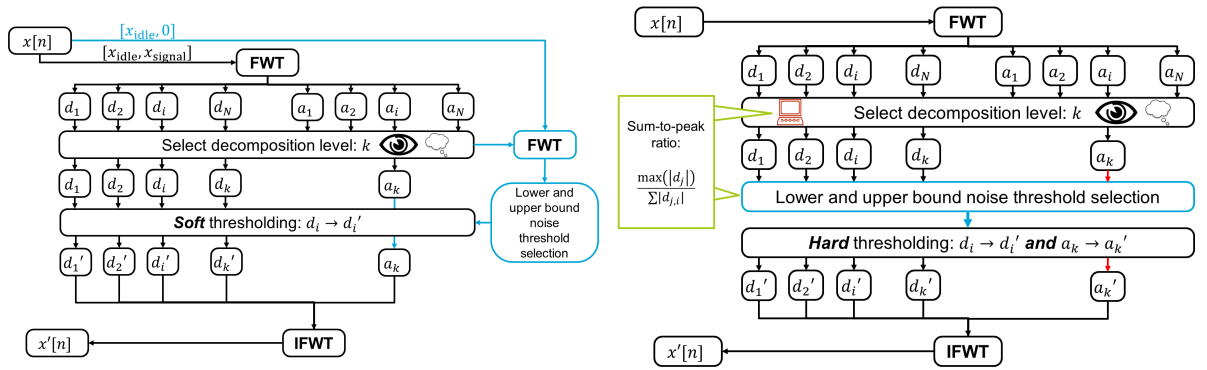 x[n]
[x_idle, 0]
[x_idle, x_signal]
FWT
d_1 d_2 d_i d_N a_1 a_2 a_i a_N
Select decomposition level: k
FWT
d_1 d_2 d_i d_k a_k
Lower and
upper bound
noise
threshold
selection
Soft thresholding: d_i → d_i'
d_1' d_2' d_i' d_k' a_k
x'[n]
IFWT
x[n]
FWT
d_1 d_2 d_i d_N a_1 a_2 a_i a_N
Select decomposition level: k
Sum-to-peak
ratio:
max(|d_j|)
∑|d_{j,i}|
d_1 d_2 d_i d_k a_k
Lower and upper bound noise threshold selection
Hard thresholding: d_i → d_i' and a_k → a_k'
d_1' d_2' d_i' d_k' a_k'
x'[n]
IFWT